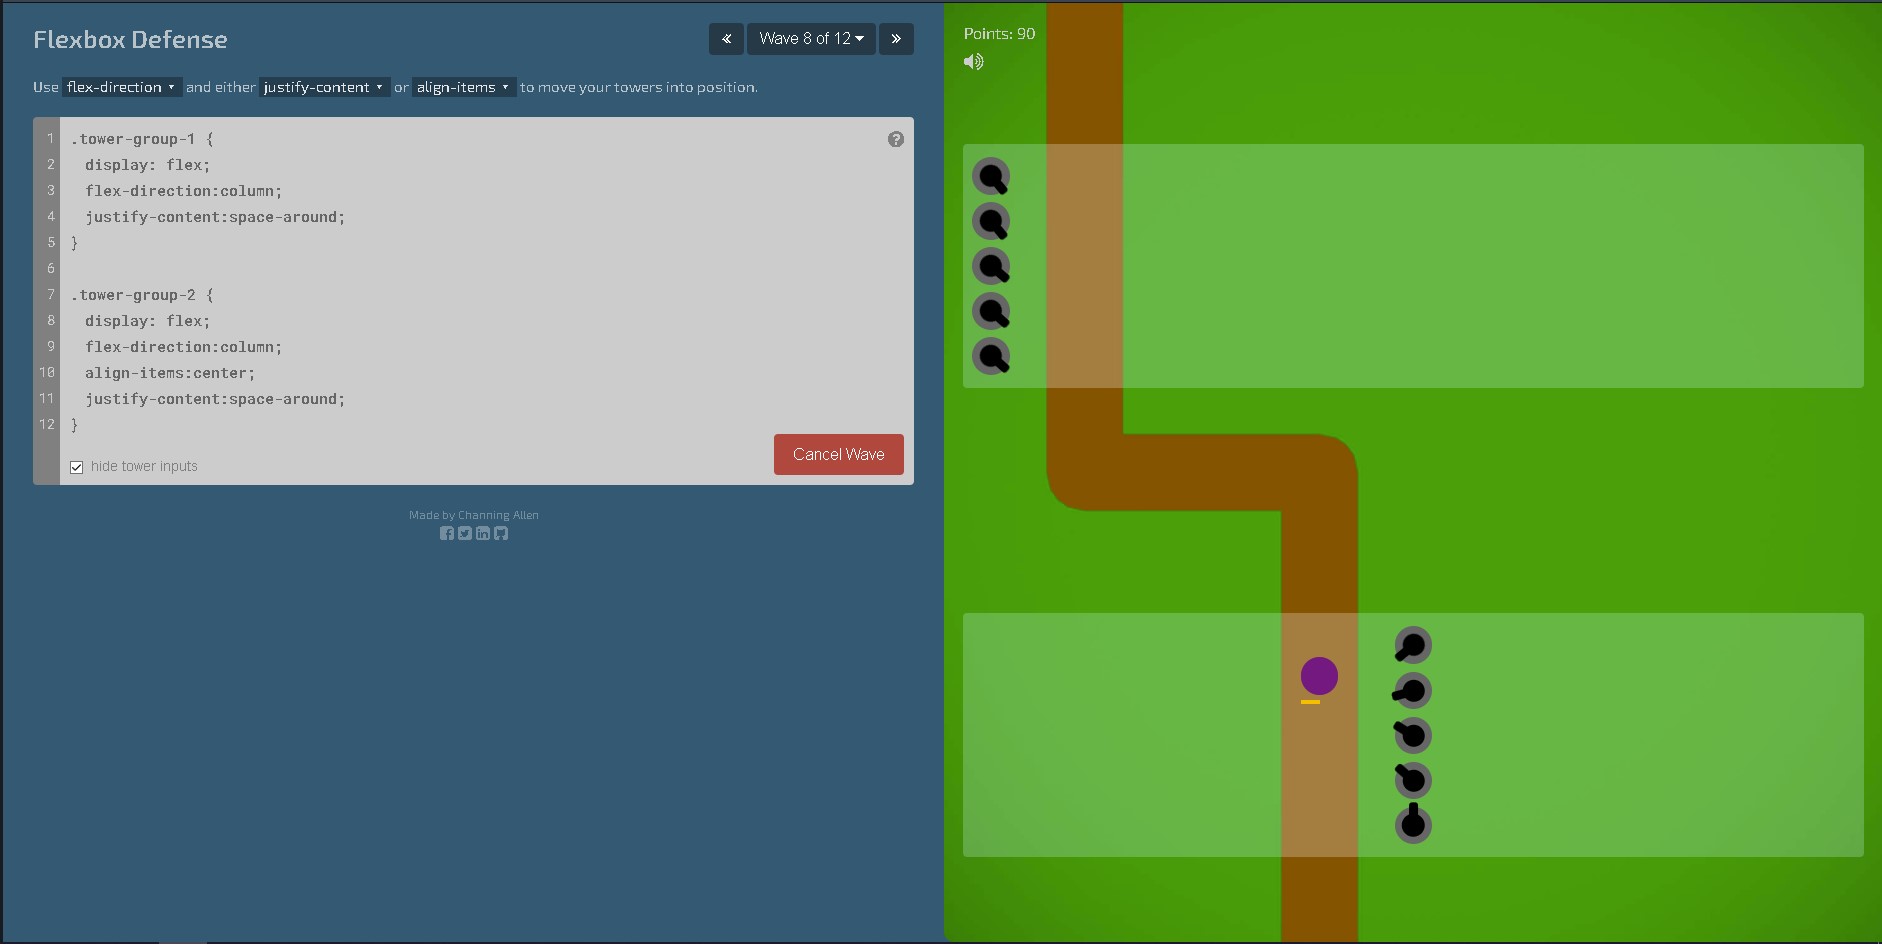 Flexbox Defense
« Wave 8 of 12 »
Use flex-direction and either justify-content or align-items to move your towers into position.
1 .tower-group-1 {
2 display: flex;
3 flex-direction:column;
4 justify-content:space-around;
5 }
6
7 .tower-group-2 {
8 display: flex;
9 flex-direction:column;
10 align-items:center;
11 justify-content:space-around;
12 }
?
hide tower inputs
Cancel Wave
Made by Channing Allen
Points: 90